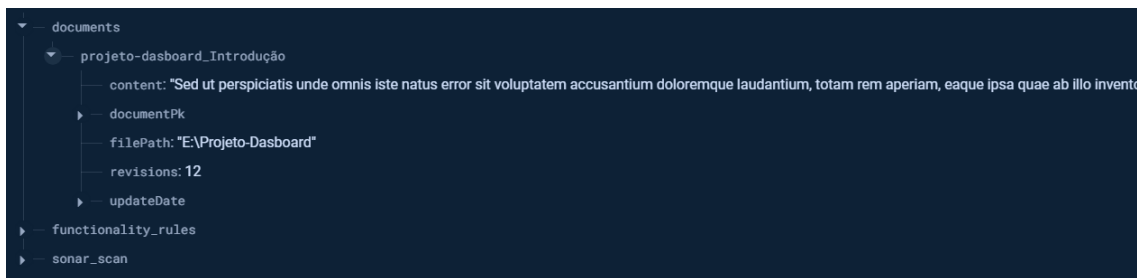 documents
projeto-dasboard_Introdução
content: "Sed ut perspiciatis unde omnis iste natus error sit voluptatem accusantium doloremque laudantium, totam rem aperiam, eaque ipsa quae ab illo invento
documentPk
filePath: "E:\Projeto-Dasboard"
revisions: 12
updateDate
functionality_rules
sonar_scan